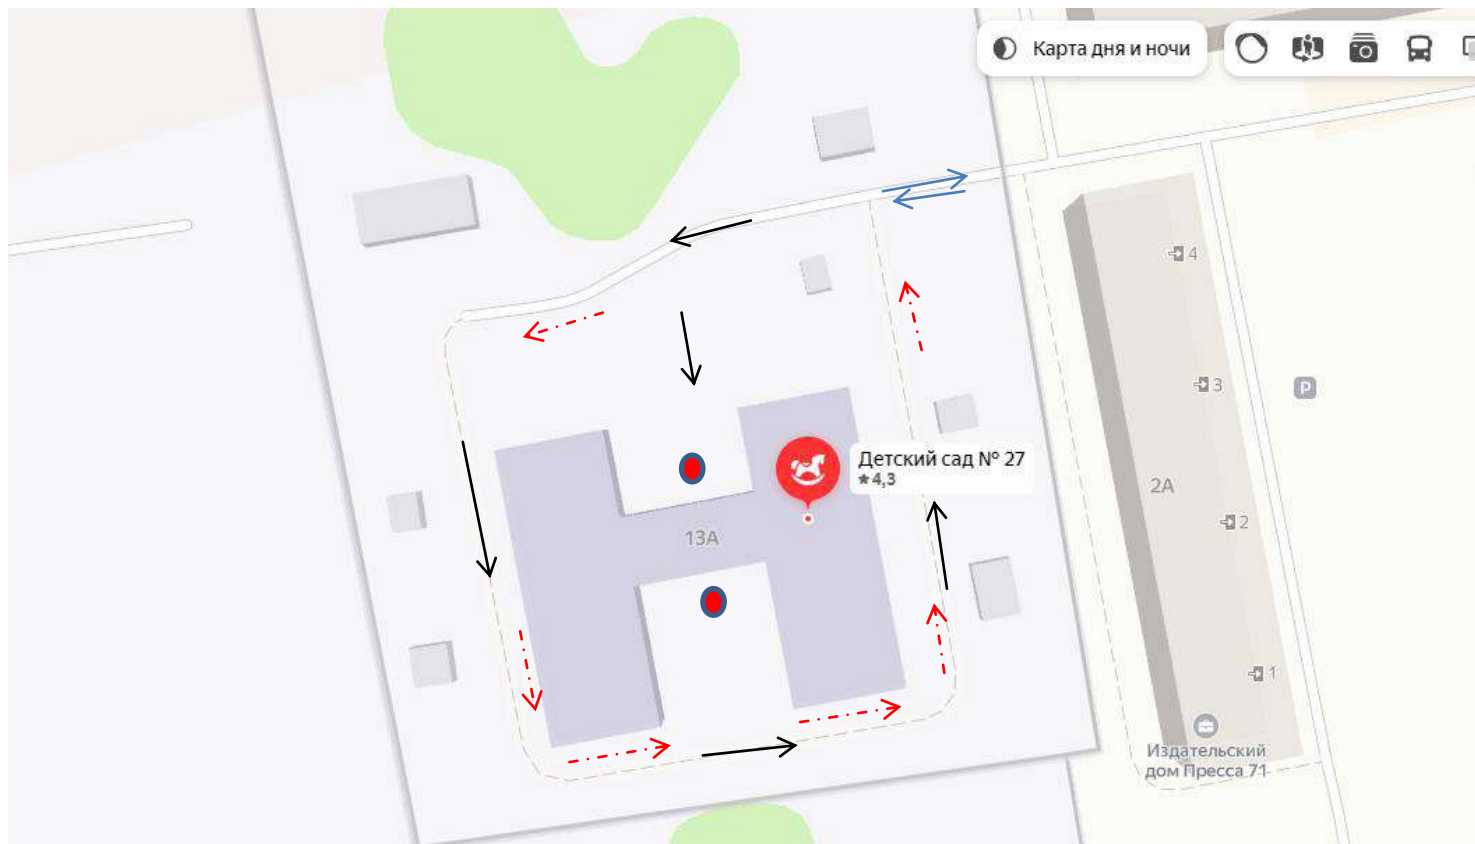 Карта дня и ночи
4
3
P
Детский сад № 27
4,3
2А
2
13А
1
Издательский
дом Пресса 71